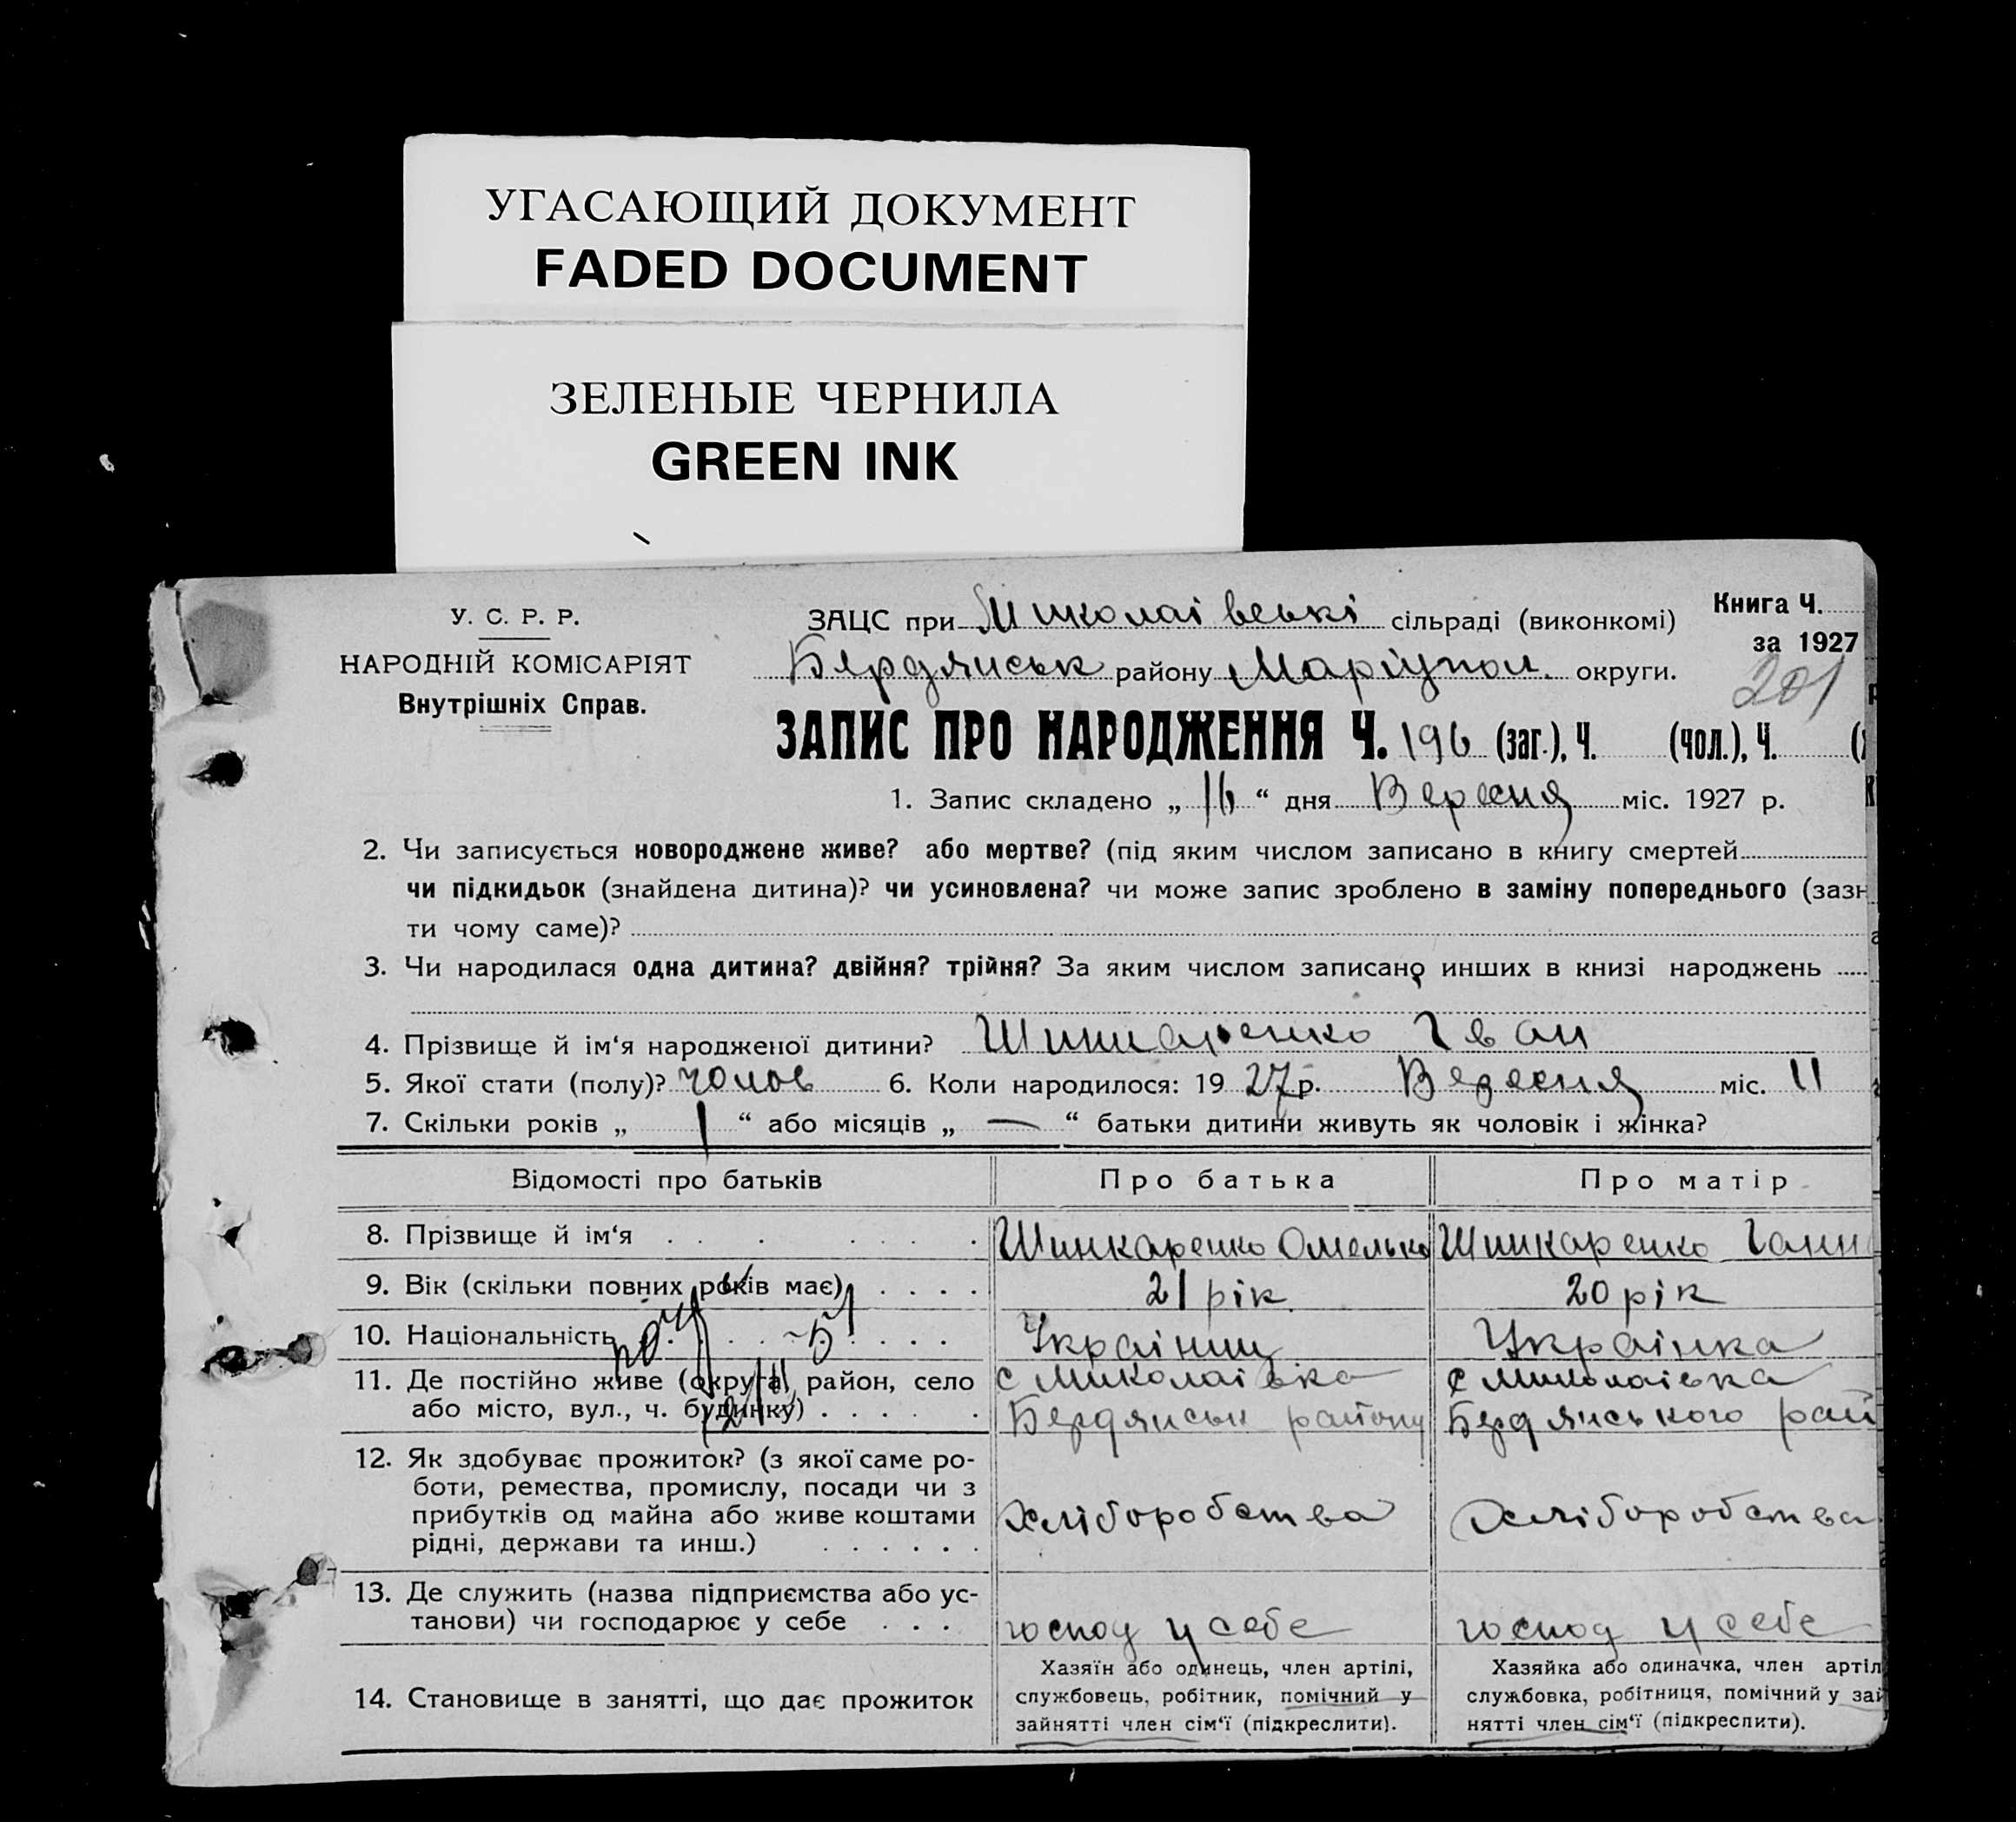 УГАСАЮЩИЙ ДОКУМЕНТ
FADED DOCUMENT
ЗЕЛЕНЫЕ ЧЕРНИЛА
GREEN INK
У. С. Р. Р.
НАРОДНІЙ КОМІСАРІЯТ
Внутрішніх Справ.
ЗАЦС при Миколаівські сільраді (виконкомі)
Бердянськ району Маріупол. округи.
Книга Ч.
за 1927
201
ЗАПИС ПРО НАРОДЖЕННЯ Ч. 196 (заг.), Ч. (чол.), Ч.
1. Запис складено „ 16 “ дня Вересня міс. 1927 р.
2. Чи записується новороджене живе? або мертве? (під яким числом записано в книгу смертей
чи підкидьок (знайдена дитина)? чи усиновлена? чи може запис зроблено в заміну попереднього (зазн
ти чому саме)?
3. Чи народилася одна дитина? двійня? трійня? За яким числом записано инших в книзі народжень
4. Прізвище й ім‘я народженої дитини? Шинкаренко Іван
5. Якої стати (полу)? чолов 6. Коли народилося: 19 27 р. Вересня міс. 11
7. Скільки років „ 1 “ або місяців „ — “ батьки дитини живуть як чоловік і жінка?
Відомості про батьків Про батька Про матір
8. Прізвище й ім‘я Шинкаренко Омелько Шинкаренко Ганн
9. Вік (скільки повних років має) 21 рік. 20 рік
10. Національність Українец Українка
11. Де постійно живе (округа, район, село с Миколаівка с Миколаівка
або місто, вул., ч. будинку) Бердянськ району Бердянського рай
12. Як здобуває прожиток? (з якої саме ро-
боти, ремества, промислу, посади чи з
прибутків од майна або живе коштами хліборобства хліборобства
рідні, держави та инш.)
13. Де служить (назва підприємства або ус-
танови) чи господарює у себе господ у себе господ у себе
14. Становище в занятті, що дає прожиток
Хазяїн або одинець, член артілі,
службовець, робітник, помічний у
зайнятті член сім‘ї (підкреслити).
Хазяйка або одиначка, член артіл
службовка, робітниця, помічний у зай
нятті член сім‘ї (підкреслити).